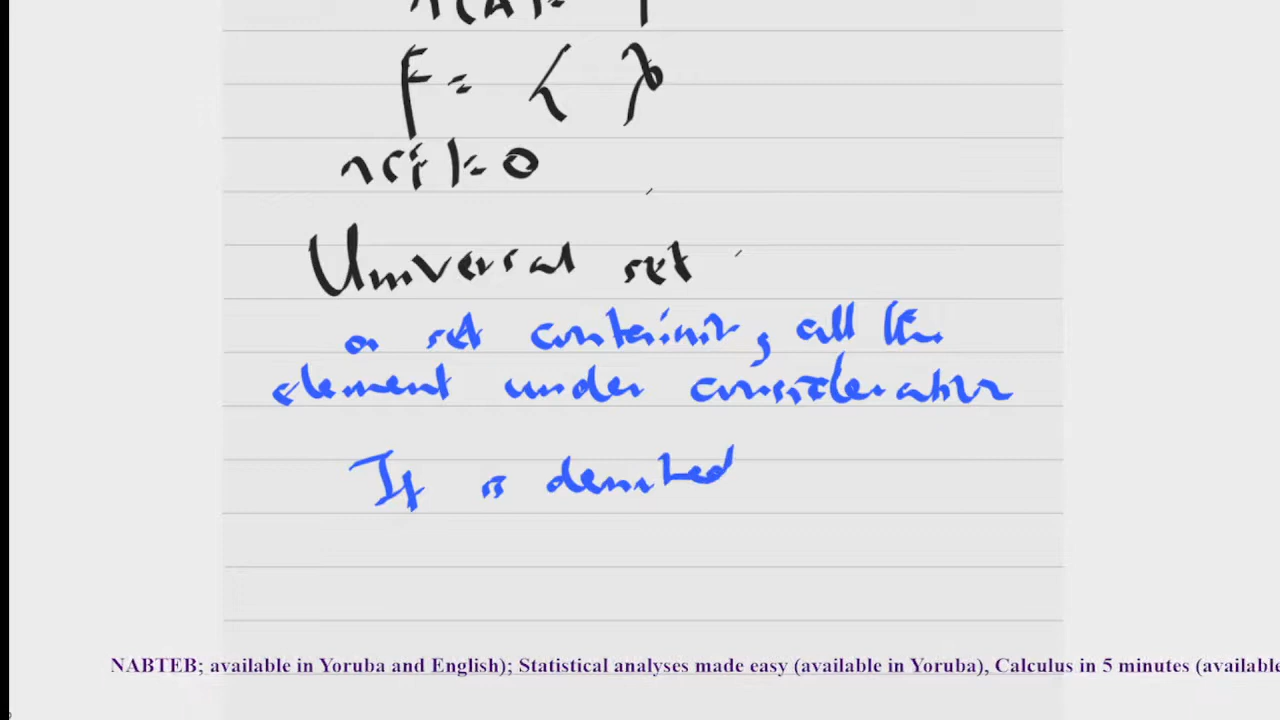 F = { }
n(F) = 0
Universal set
a set containing all the
element under consideration
It is denoted
NABTEB; available in Yoruba and English); Statistical analyses made easy (available in Yoruba), Calculus in 5 minutes (available